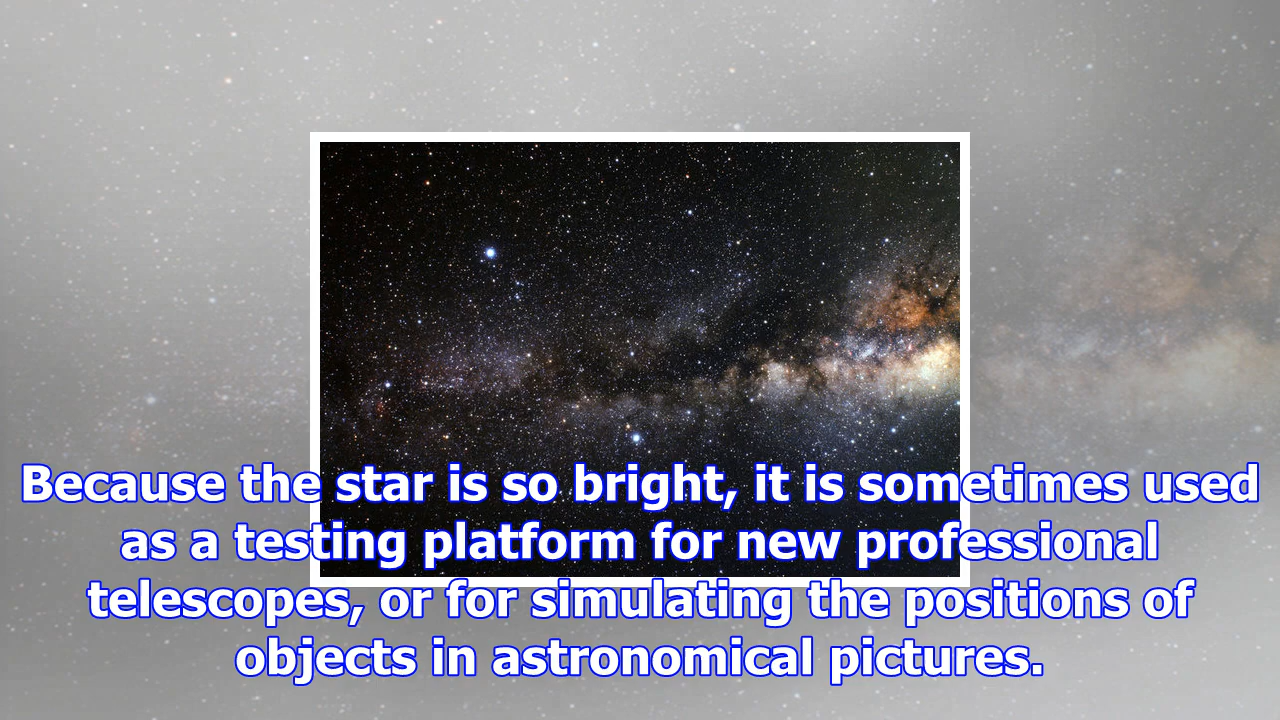 Because the star is so bright, it is sometimes used
as a testing platform for new professional
telescopes, or for simulating the positions of
objects in astronomical pictures.